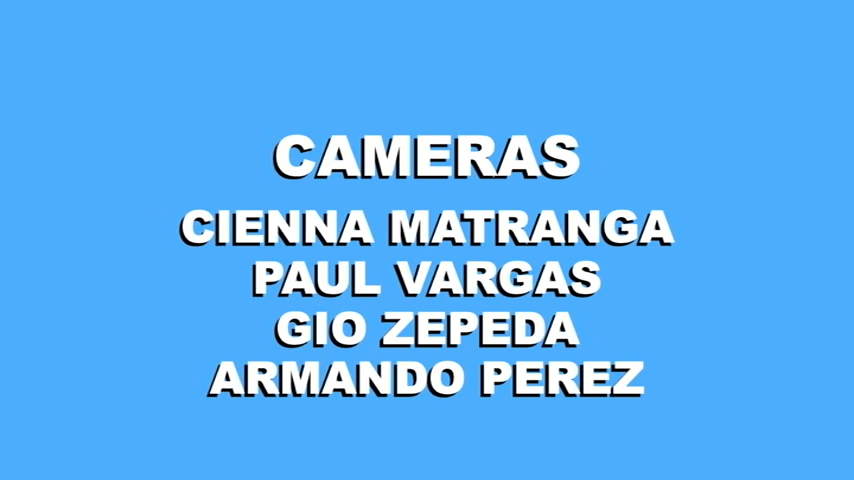 CAMERAS
CIENNA MATRANGA
PAUL VARGAS
GIO ZEPEDA
ARMANDO PEREZ